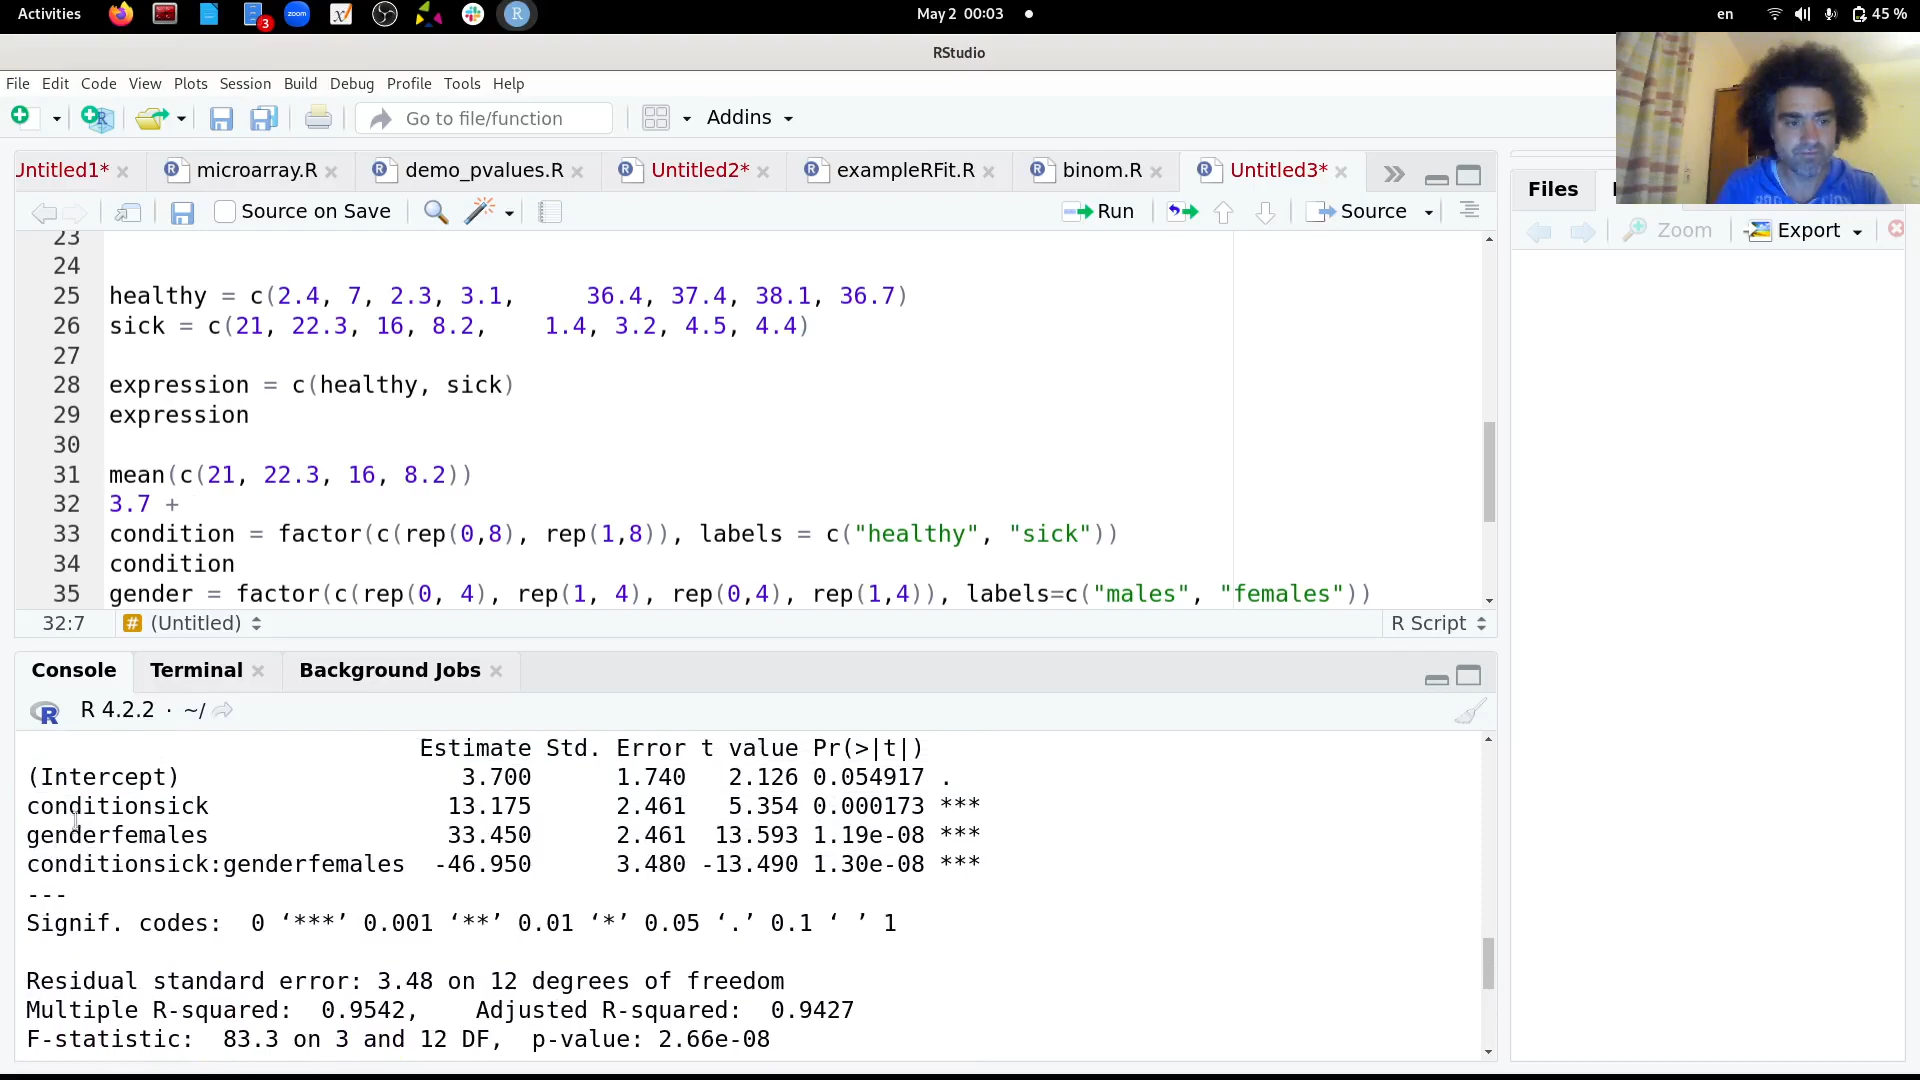 Activities
zoom
3
May 2 00:03
en
45 %
RStudio
File Edit Code View Plots Session Build Debug Profile Tools Help
Go to file/function
Addins
Untitled1*
microarray.R
demo_pvalues.R
Untitled2*
exampleRFit.R
binom.R
Untitled3*
Files
Source on Save
Run
Source
Zoom
Export
23
24
25 healthy = c(2.4, 7, 2.3, 3.1,     36.4, 37.4, 38.1, 36.7)
26 sick = c(21, 22.3, 16, 8.2,    1.4, 3.2, 4.5, 4.4)
27
28 expression = c(healthy, sick)
29 expression
30
31 mean(c(21, 22.3, 16, 8.2))
32 3.7 +
33 condition = factor(c(rep(0,8), rep(1,8)), labels = c("healthy", "sick"))
34 condition
35 gender = factor(c(rep(0, 4), rep(1, 4), rep(0,4), rep(1,4)), labels=c("males", "females"))
32:7
# (Untitled)
R Script
Console
Terminal
Background Jobs
R 4.2.2 · ~/
Estimate Std. Error t value Pr(>|t|)
(Intercept) 3.700 1.740 2.126 0.054917 .
conditionsick 13.175 2.461 5.354 0.000173 ***
genderfemales 33.450 2.461 13.593 1.19e-08 ***
conditionsick:genderfemales -46.950 3.480 -13.490 1.30e-08 ***
---
Signif. codes:  0 ‘***’ 0.001 ‘**’ 0.01 ‘*’ 0.05 ‘.’ 0.1 ‘ ’ 1
Residual standard error: 3.48 on 12 degrees of freedom
Multiple R-squared:  0.9542,    Adjusted R-squared:  0.9427
F-statistic:  83.3 on 3 and 12 DF,  p-value: 2.66e-08